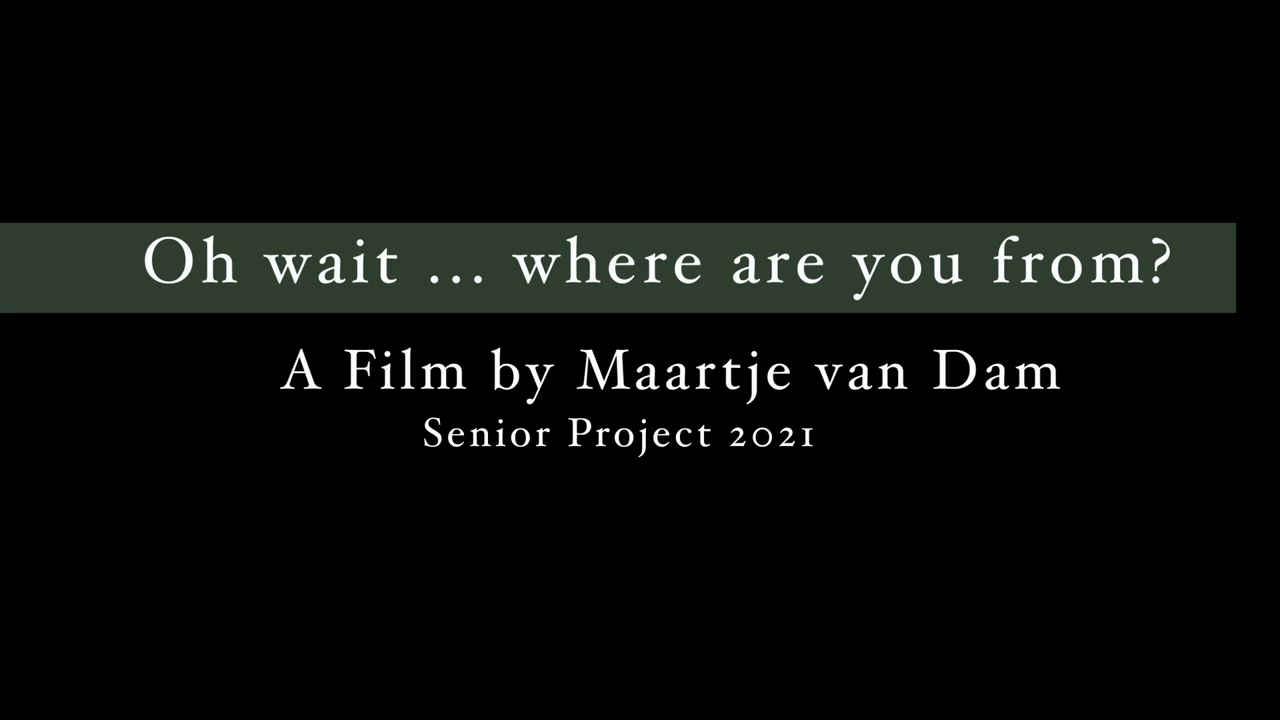 Oh wait ... where are you from?
A Film by Maartje van Dam
Senior Project 2021